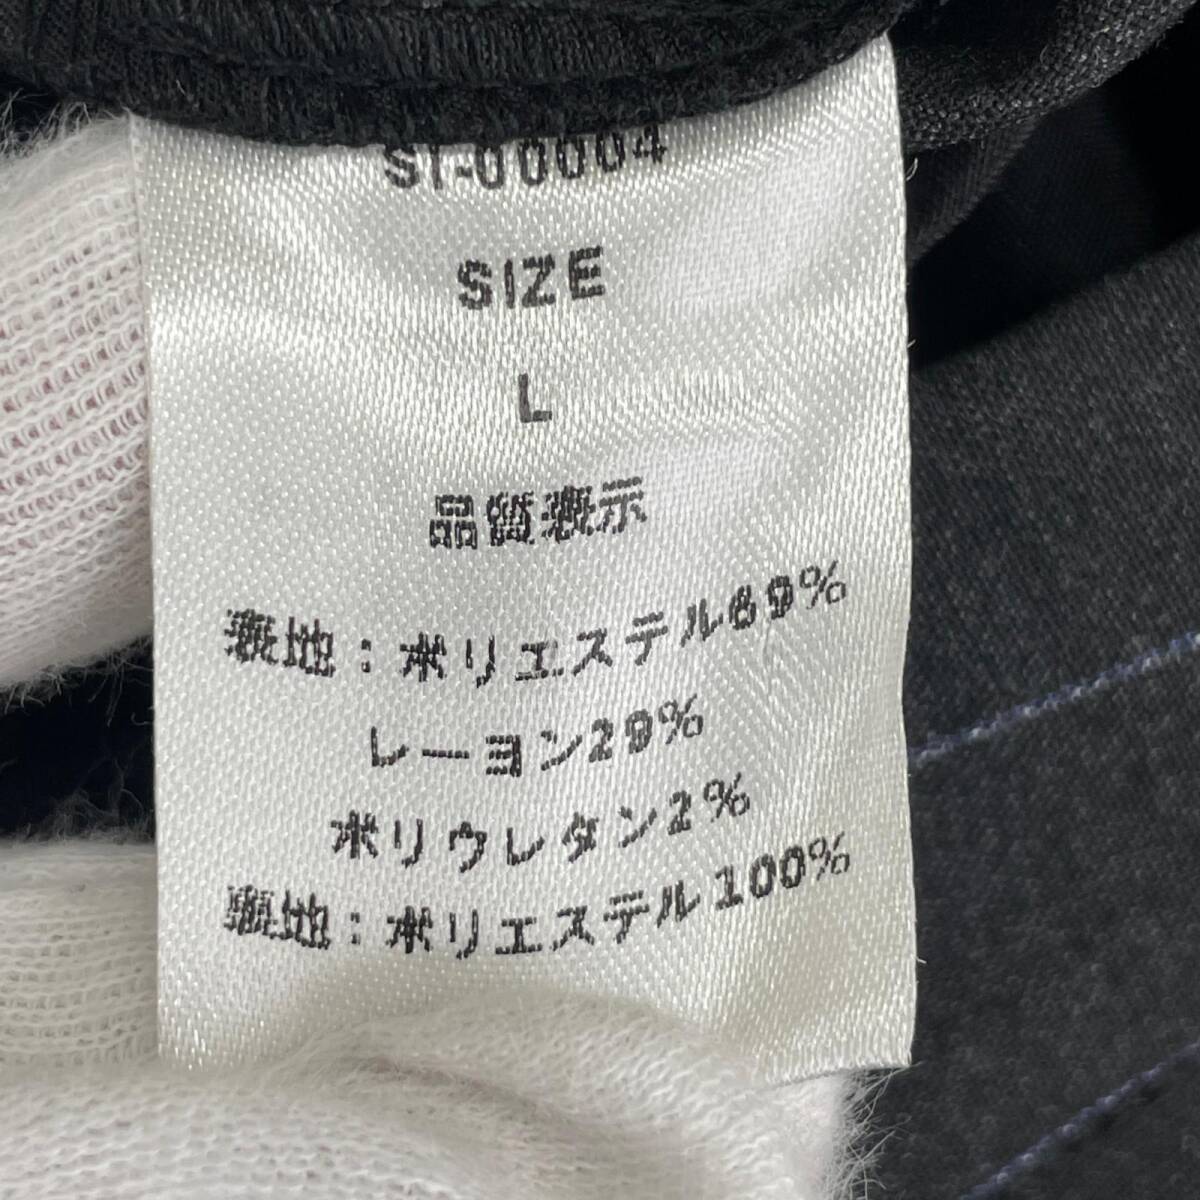 ST-00004
SIZE
L
品質表示
表地：ポリエステル69%
レーヨン29%
ポリウレタン2%
裏地：ポリエステル100%